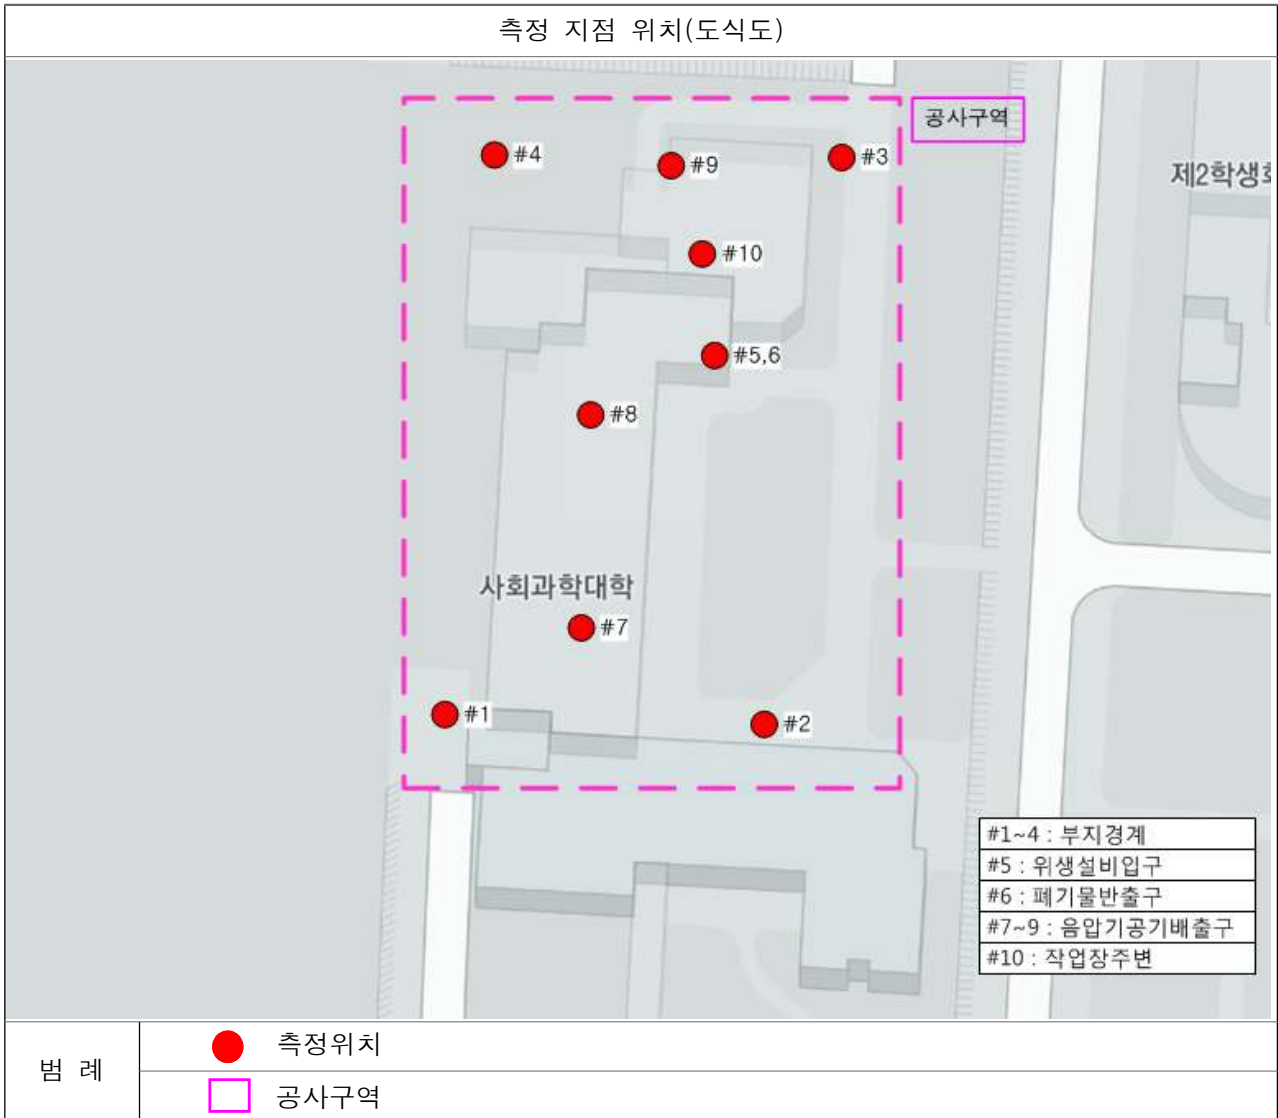 측정 지점 위치(도식도)
공사구역
#4
#9
#3
제2학생
#10
#5,6
#8
사회과학대학
#7
#1
#2
#1~4 : 부지경계
#5 : 위생설비입구
#6 : 폐기물반출구
#7~9 : 음압기공기배출구
#10 : 작업장주변
범 례
측정위치
공사구역